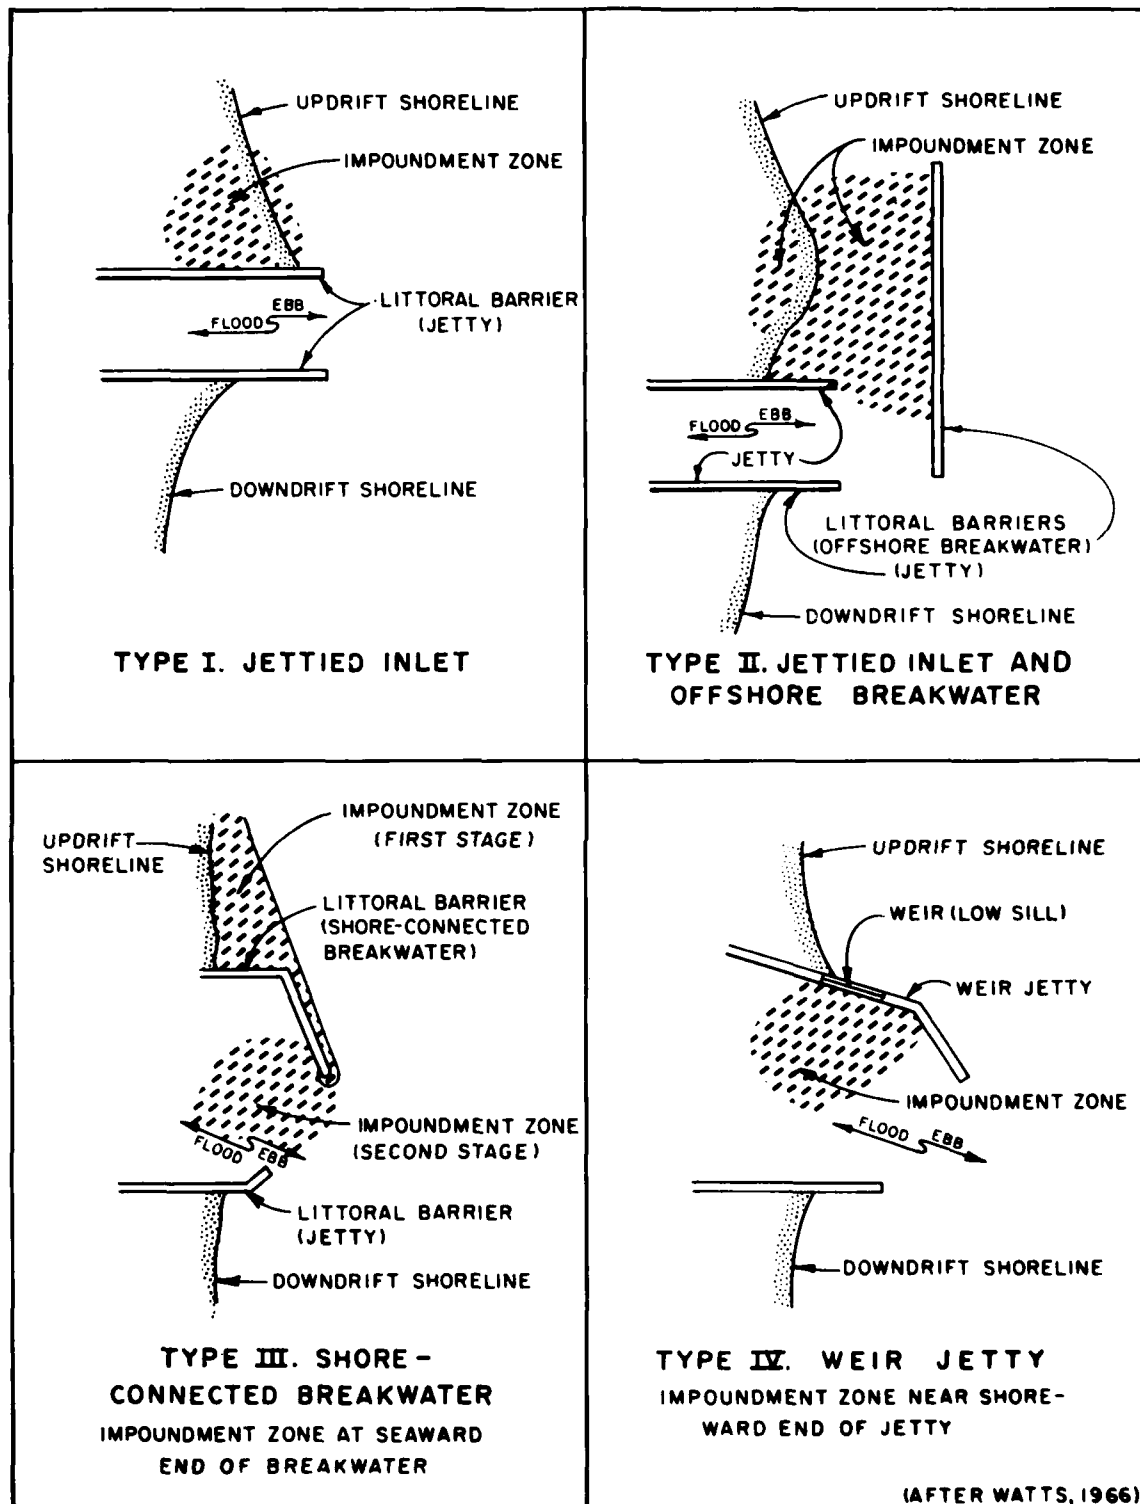 UPDRIFT SHORELINE
IMPOUNDMENT ZONE
LITTORAL BARRIER
(JETTY)
EBB
FLOOD
DOWNDRIFT SHORELINE
TYPE I. JETTIED INLET
UPDRIFT SHORELINE
IMPOUNDMENT ZONE
EBB
FLOOD
JETTY
LITTORAL BARRIERS
(OFFSHORE BREAKWATER)
(JETTY)
DOWNDRIFT SHORELINE
TYPE II. JETTIED INLET AND
OFFSHORE BREAKWATER
IMPOUNDMENT ZONE
(FIRST STAGE)
UPDRIFT
SHORELINE
LITTORAL BARRIER
(SHORE-CONNECTED
BREAKWATER)
IMPOUNDMENT ZONE
(SECOND STAGE)
FLOOD
EBB
LITTORAL BARRIER
(JETTY)
DOWNDRIFT SHORELINE
TYPE III. SHORE-
CONNECTED BREAKWATER
IMPOUNDMENT ZONE AT SEAWARD
END OF BREAKWATER
UPDRIFT SHORELINE
WEIR (LOW SILL)
WEIR JETTY
IMPOUNDMENT ZONE
FLOOD
EBB
DOWNDRIFT SHORELINE
TYPE IV. WEIR JETTY
IMPOUNDMENT ZONE NEAR SHORE-
WARD END OF JETTY
(AFTER WATTS, 1966)